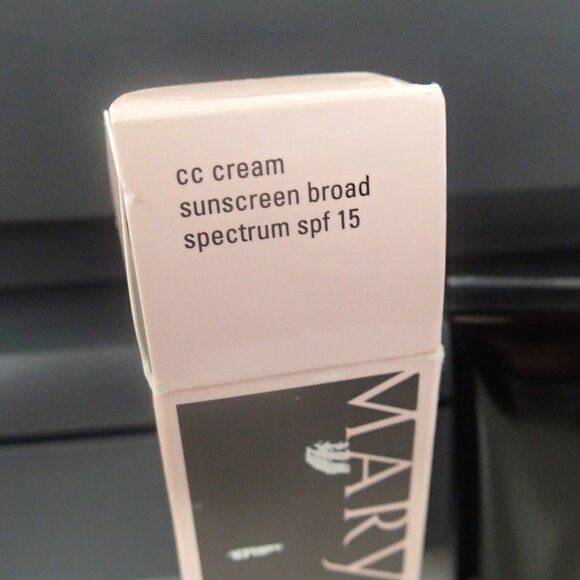 cc cream
sunscreen broad
spectrum spf 15
MARY